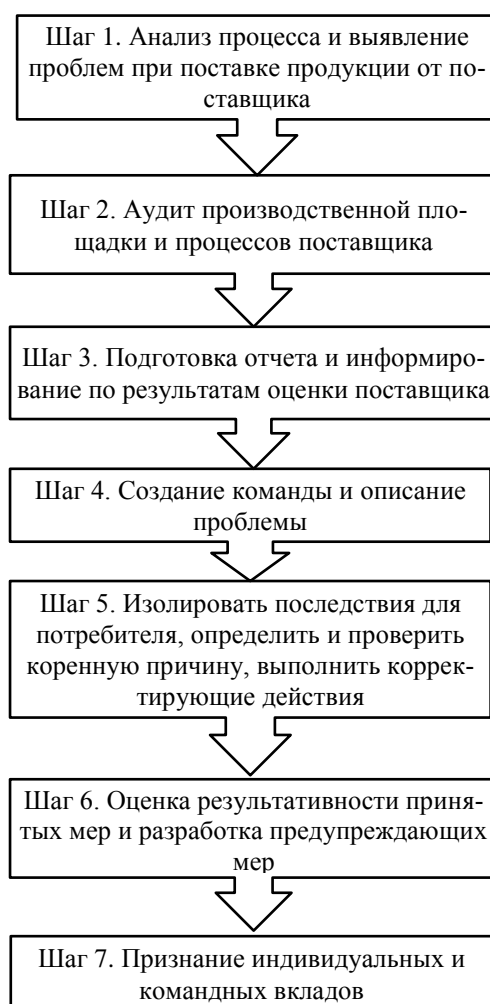 Шаг 1. Анализ процесса и выявление
проблем при поставке продукции от по-
ставщика
Шаг 2. Аудит производственной пло-
щадки и процессов поставщика
Шаг 3. Подготовка отчета и информиро-
вание по результатам оценки поставщика
Шаг 4. Создание команды и описание
проблемы
Шаг 5. Изолировать последствия для
потребителя, определить и проверить
коренную причину, выполнить коррек-
тирующие действия
Шаг 6. Оценка результативности приня-
тых мер и разработка предупреждающих
мер
Шаг 7. Признание индивидуальных и
командных вкладов